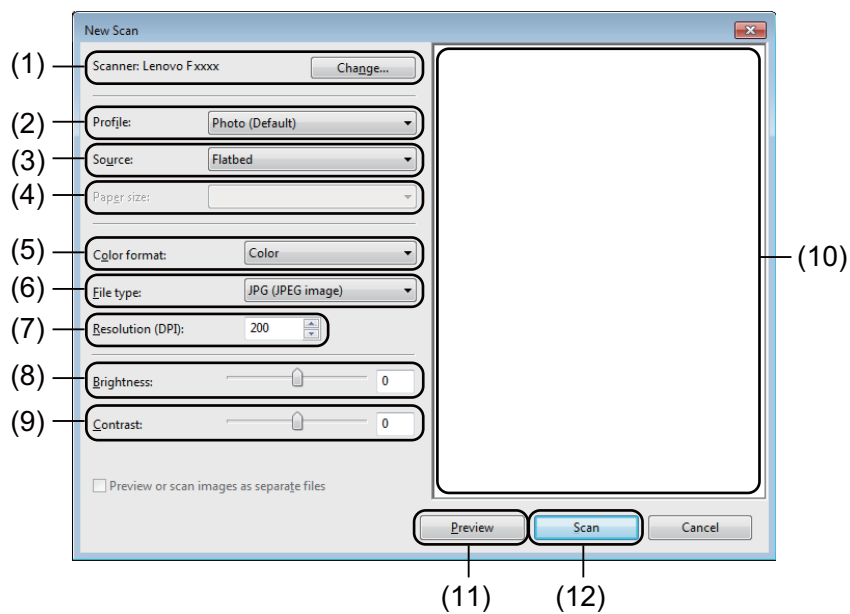 New Scan
(1) Scanner: Lenovo Fxxxx Change...
(2) Profile: Photo (Default)
(3) Source: Flatbed
(4) Paper size:
(5) Color format: Color
(6) File type: JPG (JPEG image)
(7) Resolution (DPI): 200
(8) Brightness: 0
(9) Contrast: 0
(10)
Preview or scan images as separate files
Preview Scan Cancel
(11) (12)